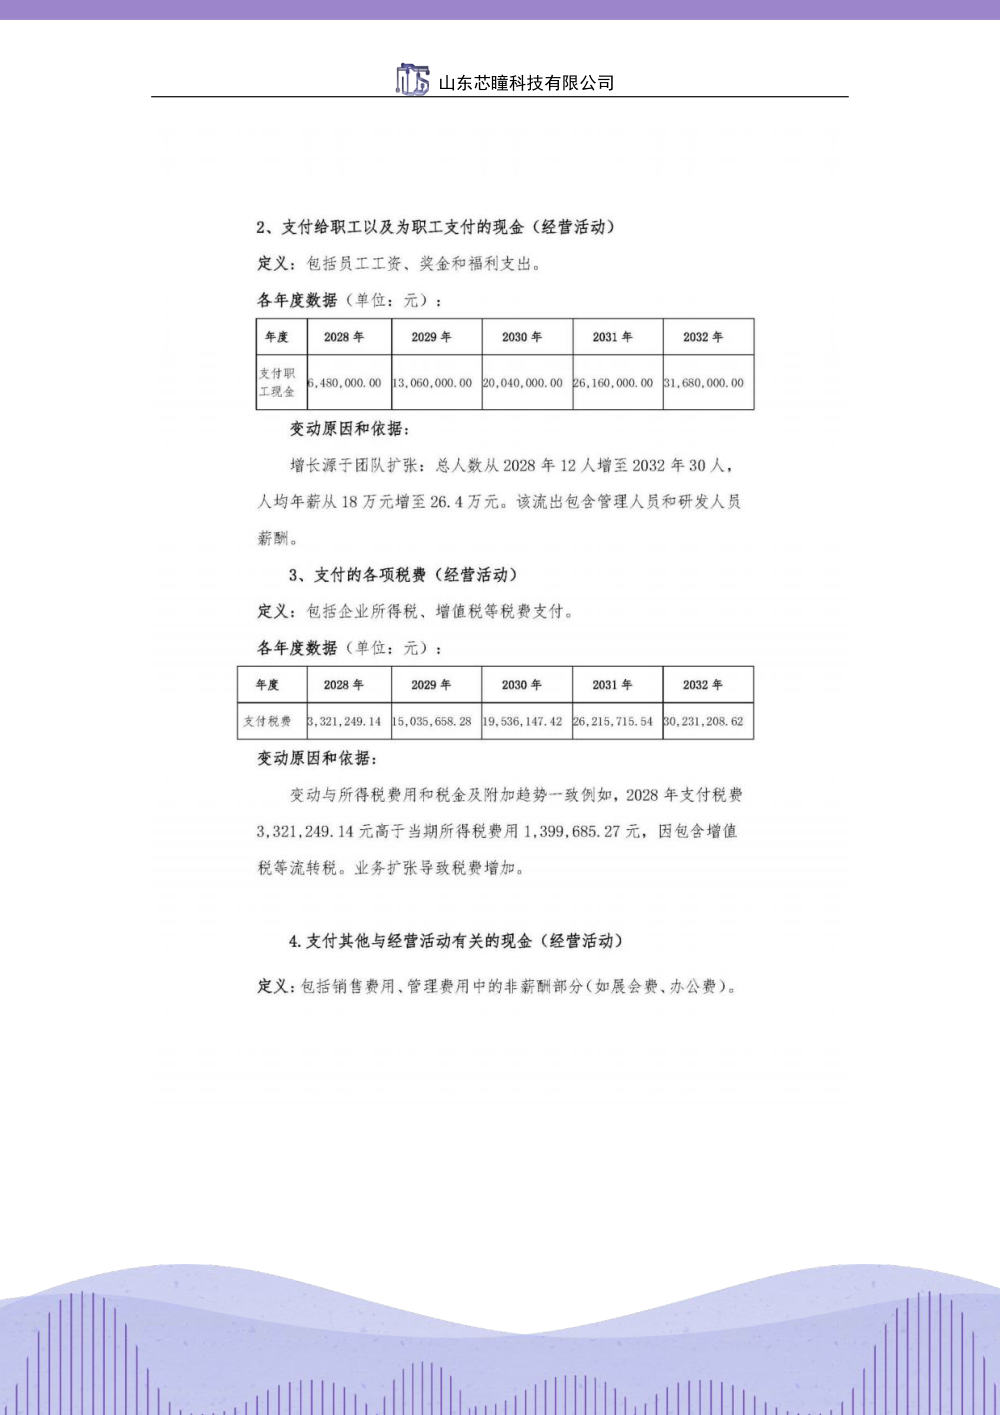 山东芯瞳科技有限公司
2、支付给职工以及为职工支付的现金（经营活动）
定义：包括员工工资、奖金和福利支出。
各年度数据（单位：元）：
年度 2028 年 2029 年 2030 年 2031 年 2032 年
支付职工现金 6,480,000.00 13,060,000.00 20,040,000.00 26,160,000.00 31,680,000.00
变动原因和依据：
增长源于团队扩张：总人数从 2028 年 12 人增至 2032 年 30 人，
人均年薪从 18 万元增至 26.4 万元。该流出包含管理人员和研发人员
薪酬。
3、支付的各项税费（经营活动）
定义：包括企业所得税、增值税等税费支付。
各年度数据（单位：元）：
年度 2028 年 2029 年 2030 年 2031 年 2032 年
支付税费 3,321,249.14 15,035,658.28 19,536,147.42 26,215,715.54 30,231,208.62
变动原因和依据：
变动与所得税费用和税金及附加趋势一致例如，2028 年支付税费
3,321,249.14 元高于当期所得税费用 1,399,685.27 元，因包含增值
税等流转税。业务扩张导致税费增加。
4.支付其他与经营活动有关的现金（经营活动）
定义：包括销售费用、管理费用中的非薪酬部分（如展会费、办公费）。